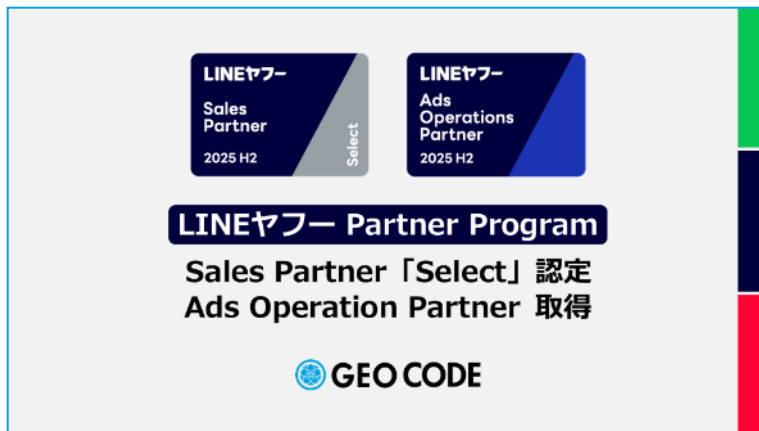 LINEヤフー
Sales
Partner
2025 H2
Select
LINEヤフー
Ads
Operations
Partner
2025 H2
LINEヤフー Partner Program
Sales Partner「Select」認定
Ads Operation Partner 取得
GEO CODE